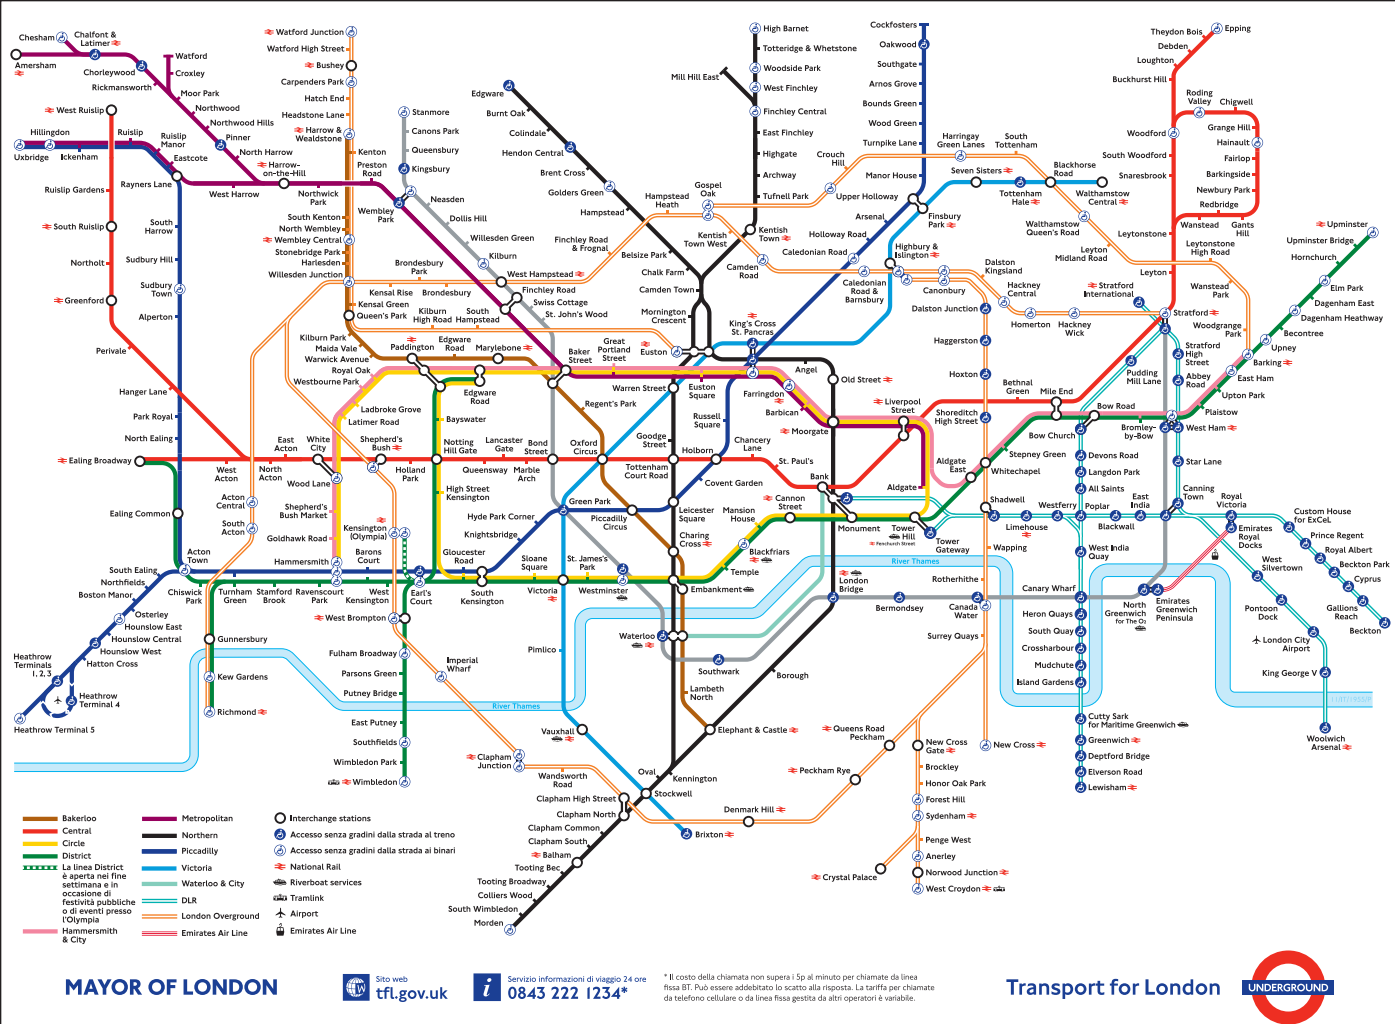 Chesham
Chalfont &
Latimer
Amersham
Chorleywood
Rickmansworth
Watford
Croxley
Moor Park
Northwood
Northwood Hills
Pinner
North Harrow
Harrow-
on-the-Hill
West Ruislip
Hillingdon
Ruislip
Ruislip
Manor
Eastcote
Uxbridge
Ickenham
Rayners Lane
West Harrow
Northwick
Park
Preston
Road
Ruislip Gardens
South Ruislip
Northolt
Greenford
Perivale
Hanger Lane
South
Harrow
Sudbury Hill
Sudbury
Town
Alperton
Park Royal
North Ealing
Ealing Broadway
Ealing Common
West
Acton
North
Acton
East
Acton
White
City
Wood Lane
Shepherd's
Bush
Holland
Park
Notting
Hill Gate
Queensway
Lancaster
Gate
Marble
Arch
Bond
Street
Oxford
Circus
Tottenham
Court Road
Holborn
Chancery
Lane
St. Paul's
Bank
Watford Junction
Watford High Street
Bushey
Carpenders Park
Hatch End
Headstone Lane
Harrow &
Wealdstone
Kenton
South Kenton
North Wembley
Wembley Central
Stonebridge Park
Harlesden
Willesden Junction
Kensal Green
Queen's Park
Kilburn Park
Maida Vale
Warwick Avenue
Royal Oak
Westbourne Park
Ladbroke Grove
Latimer Road
Paddington
Edgware
Road
Marylebone
Baker
Street
Great
Portland
Street
Edgware
Road
Bayswater
High Street
Kensington
Stanmore
Canons Park
Queensbury
Kingsbury
Wembley
Park
Neasden
Dollis Hill
Willesden Green
Kilburn
West Hampstead
Finchley Road
Swiss Cottage
St. John's Wood
Brondesbury
Park
Kensal Rise
Brondesbury
Kilburn
High Road
South
Hampstead
Finchley Road
& Frognal
Hampstead
Heath
Gospel
Oak
Kentish
Town West
Camden
Road
Caledonian
Road &
Barnsbury
Edgware
Burnt Oak
Colindale
Hendon Central
Brent Cross
Golders Green
Hampstead
Belsize Park
Chalk Farm
Camden Town
Mornington
Crescent
Euston
Warren Street
Euston
Square
Goodge
Street
Regent's Park
Russell
Square
King's Cross
St. Pancras
Angel
Old Street
Moorgate
Farringdon
Barbican
High Barnet
Totteridge & Whetstone
Woodside Park
West Finchley
Mill Hill East
Finchley Central
East Finchley
Highgate
Archway
Tufnell Park
Kentish
Town
Cockfosters
Oakwood
Southgate
Arnos Grove
Bounds Green
Wood Green
Turnpike Lane
Manor House
Finsbury
Park
Arsenal
Holloway Road
Caledonian Road
Upper Holloway
Crouch
Hill
Harringay
Green Lanes
South
Tottenham
Seven Sisters
Tottenham
Hale
Blackhorse
Road
Walthamstow
Central
Walthamstow
Queen's Road
Leyton
Midland Road
Leytonstone
High Road
Wanstead
Park
Woodgrange
Park
Highbury &
Islington
Canonbury
Dalston
Kingsland
Hackney
Central
Homerton
Hackney
Wick
Dalston Junction
Haggerston
Hoxton
Shoreditch
High Street
Liverpool
Street
Bethnal
Green
Mile End
Epping
Theydon Bois
Debden
Loughton
Buckhurst Hill
Roding
Valley
Chigwell
Grange Hill
Hainault
Fairlop
Barkingside
Newbury Park
Redbridge
Gants
Hill
Wanstead
Woodford
South Woodford
Snaresbrook
Leytonstone
Leyton
Stratford
Stratford
International
Stratford
High
Street
Abbey
Road
Pudding
Mill Lane
Bow Road
Bow Church
Bromley-
by-Bow
West Ham
Plaistow
Upton Park
East Ham
Barking
Upney
Becontree
Dagenham Heathway
Dagenham East
Elm Park
Hornchurch
Upminster Bridge
Upminster
Star Lane
Canning
Town
Royal
Victoria
Custom House
for ExCeL
Prince Regent
Royal Albert
Beckton Park
Cyprus
Gallions
Reach
Beckton
Emirates
Royal
Docks
West
Silvertown
Pontoon
Dock
London City
Airport
King George V
Woolwich
Arsenal
Devons Road
Langdon Park
All Saints
Poplar
East
India
Blackwall
Westferry
Limehouse
Shadwell
Stepney Green
Whitechapel
Aldgate
East
Aldgate
Tower
Hill
Fenchurch Street
Tower
Gateway
Monument
Cannon
Street
Mansion
House
Blackfriars
Temple
Embankment
Charing
Cross
Leicester
Square
Covent Garden
Piccadilly
Circus
Green Park
Hyde Park Corner
Knightsbridge
St. James's
Park
Westminster
Victoria
Sloane
Square
South
Kensington
Gloucester
Road
Earl's
Court
West
Kensington
Barons
Court
Hammersmith
Ravenscourt
Park
Stamford
Brook
Turnham
Green
Chiswick
Park
Acton
Town
Acton
Central
South
Acton
Shepherd's
Bush Market
Goldhawk Road
Kensington
(Olympia)
South Ealing
Northfields
Boston Manor
Osterley
Hounslow East
Hounslow Central
Hounslow West
Hatton Cross
Heathrow
Terminals
1, 2, 3
Heathrow
Terminal 4
Heathrow Terminal 5
Gunnersbury
Kew Gardens
Richmond
West Brompton
Fulham Broadway
Parsons Green
Putney Bridge
East Putney
Southfields
Wimbledon Park
Wimbledon
Imperial
Wharf
Clapham
Junction
Wandsworth
Road
River Thames
River Thames
Pimlico
Vauxhall
Waterloo
Southwark
Lambeth
North
Elephant & Castle
Borough
London
Bridge
Bermondsey
Canada
Water
Wapping
Rotherhithe
Surrey Quays
West India
Quay
Canary Wharf
Heron Quays
South Quay
Crossharbour
Mudchute
Island Gardens
Cutty Sark
for Maritime Greenwich
Greenwich
Deptford Bridge
Elverson Road
Lewisham
North
Greenwich
for The O2
Emirates
Greenwich
Peninsula
Oval
Kennington
Stockwell
Brixton
Clapham High Street
Clapham North
Clapham Common
Clapham South
Balham
Tooting Bec
Tooting Broadway
Colliers Wood
South Wimbledon
Morden
Denmark Hill
Peckham Rye
Queens Road
Peckham
New Cross
Gate
New Cross
Brockley
Honor Oak Park
Forest Hill
Sydenham
Penge West
Anerley
Norwood Junction
West Croydon
Crystal Palace
Bakerloo
Central
Circle
District
La linea District
è aperta nei fine
settimana e in
occasione di
festività pubbliche
o di eventi presso
l'Olympia
Hammersmith
& City
Metropolitan
Northern
Piccadilly
Victoria
Waterloo & City
DLR
London Overground
Emirates Air Line
Interchange stations
Accesso senza gradini dalla strada al treno
Accesso senza gradini dalla strada ai binari
National Rail
Riverboat services
Tramlink
Airport
Emirates Air Line
MAYOR OF LONDON
Sito web
tfl.gov.uk
Servizio informazioni di viaggio 24 ore
0843 222 1234*
* Il costo della chiamata non supera i 5p al minuto per chiamate da linea
fissa BT. Può essere addebitato lo scatto alla risposta. La tariffa per chiamate
da telefono cellulare o da linea fissa gestita da altri operatori è variabile.
Transport for London
UNDERGROUND